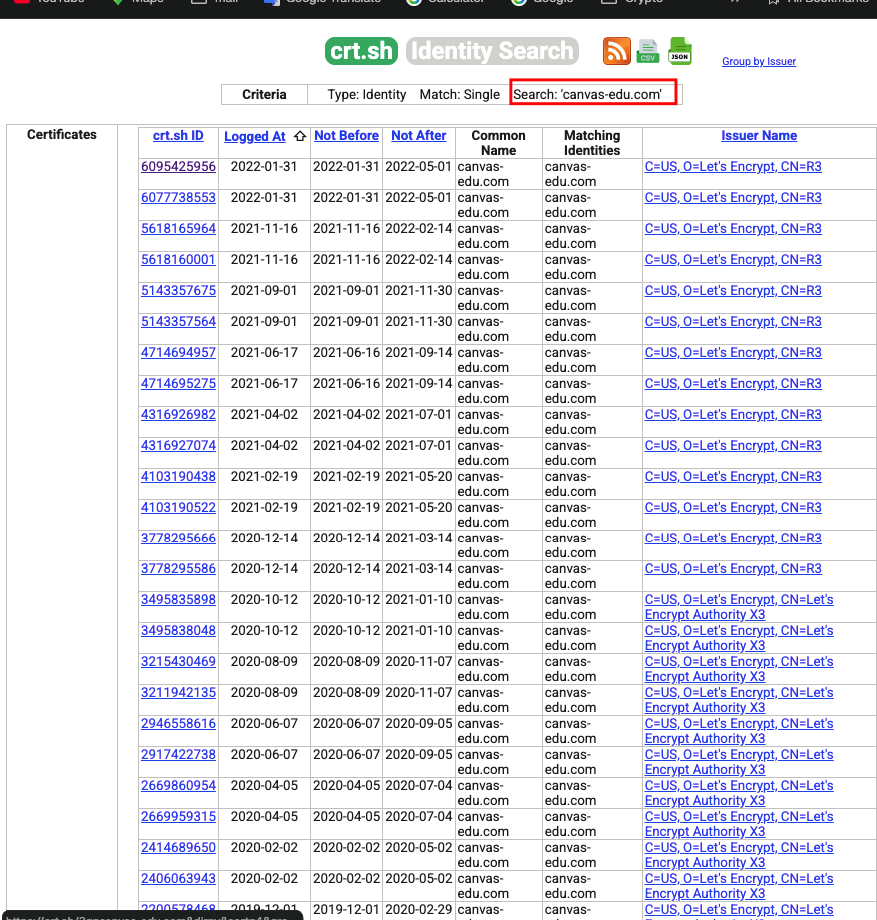 YouTube Maps mail Google Translate Calculator Google Crypto All Bookmarks
crt.sh Identity Search CSV JSON Group by Issuer
Criteria Type: Identity Match: Single Search: 'canvas-edu.com'
Certificates crt.sh ID Logged At ⇧ Not Before Not After Common Matching Issuer Name
Name Identities
6095425956 2022-01-31 2022-01-31 2022-05-01 canvas- canvas- C=US, O=Let's Encrypt, CN=R3
edu.com edu.com
6077738553 2022-01-31 2022-01-31 2022-05-01 canvas- canvas- C=US, O=Let's Encrypt, CN=R3
edu.com edu.com
5618165964 2021-11-16 2021-11-16 2022-02-14 canvas- canvas- C=US, O=Let's Encrypt, CN=R3
edu.com edu.com
5618160001 2021-11-16 2021-11-16 2022-02-14 canvas- canvas- C=US, O=Let's Encrypt, CN=R3
edu.com edu.com
5143357675 2021-09-01 2021-09-01 2021-11-30 canvas- canvas- C=US, O=Let's Encrypt, CN=R3
edu.com edu.com
5143357564 2021-09-01 2021-09-01 2021-11-30 canvas- canvas- C=US, O=Let's Encrypt, CN=R3
edu.com edu.com
4714694957 2021-06-17 2021-06-16 2021-09-14 canvas- canvas- C=US, O=Let's Encrypt, CN=R3
edu.com edu.com
4714695275 2021-06-17 2021-06-16 2021-09-14 canvas- canvas- C=US, O=Let's Encrypt, CN=R3
edu.com edu.com
4316926982 2021-04-02 2021-04-02 2021-07-01 canvas- canvas- C=US, O=Let's Encrypt, CN=R3
edu.com edu.com
4316927074 2021-04-02 2021-04-02 2021-07-01 canvas- canvas- C=US, O=Let's Encrypt, CN=R3
edu.com edu.com
4103190438 2021-02-19 2021-02-19 2021-05-20 canvas- canvas- C=US, O=Let's Encrypt, CN=R3
edu.com edu.com
4103190522 2021-02-19 2021-02-19 2021-05-20 canvas- canvas- C=US, O=Let's Encrypt, CN=R3
edu.com edu.com
3778295666 2020-12-14 2020-12-14 2021-03-14 canvas- canvas- C=US, O=Let's Encrypt, CN=R3
edu.com edu.com
3778295586 2020-12-14 2020-12-14 2021-03-14 canvas- canvas- C=US, O=Let's Encrypt, CN=R3
edu.com edu.com
3495835898 2020-10-12 2020-10-12 2021-01-10 canvas- canvas- C=US, O=Let's Encrypt, CN=Let's
edu.com edu.com Encrypt Authority X3
3495838048 2020-10-12 2020-10-12 2021-01-10 canvas- canvas- C=US, O=Let's Encrypt, CN=Let's
edu.com edu.com Encrypt Authority X3
3215430469 2020-08-09 2020-08-09 2020-11-07 canvas- canvas- C=US, O=Let's Encrypt, CN=Let's
edu.com edu.com Encrypt Authority X3
3211942135 2020-08-09 2020-08-09 2020-11-07 canvas- canvas- C=US, O=Let's Encrypt, CN=Let's
edu.com edu.com Encrypt Authority X3
2946558616 2020-06-07 2020-06-07 2020-09-05 canvas- canvas- C=US, O=Let's Encrypt, CN=Let's
edu.com edu.com Encrypt Authority X3
2917422738 2020-06-07 2020-06-07 2020-09-05 canvas- canvas- C=US, O=Let's Encrypt, CN=Let's
edu.com edu.com Encrypt Authority X3
2669860954 2020-04-05 2020-04-05 2020-07-04 canvas- canvas- C=US, O=Let's Encrypt, CN=Let's
edu.com edu.com Encrypt Authority X3
2669959315 2020-04-05 2020-04-05 2020-07-04 canvas- canvas- C=US, O=Let's Encrypt, CN=Let's
edu.com edu.com Encrypt Authority X3
2414689650 2020-02-02 2020-02-02 2020-05-02 canvas- canvas- C=US, O=Let's Encrypt, CN=Let's
edu.com edu.com Encrypt Authority X3
2406063943 2020-02-02 2020-02-02 2020-05-02 canvas- canvas- C=US, O=Let's Encrypt, CN=Let's
edu.com edu.com Encrypt Authority X3
2200578468 2019-12-01 2019-12-01 2020-02-29 canvas- canvas- C=US, O=Let's Encrypt, CN=Let's